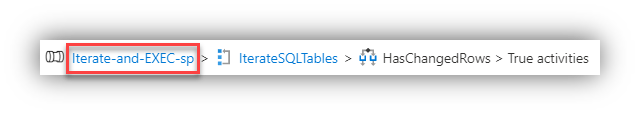 Iterate-and-EXEC-sp > IterateSQLTables > HasChangedRows > True activities